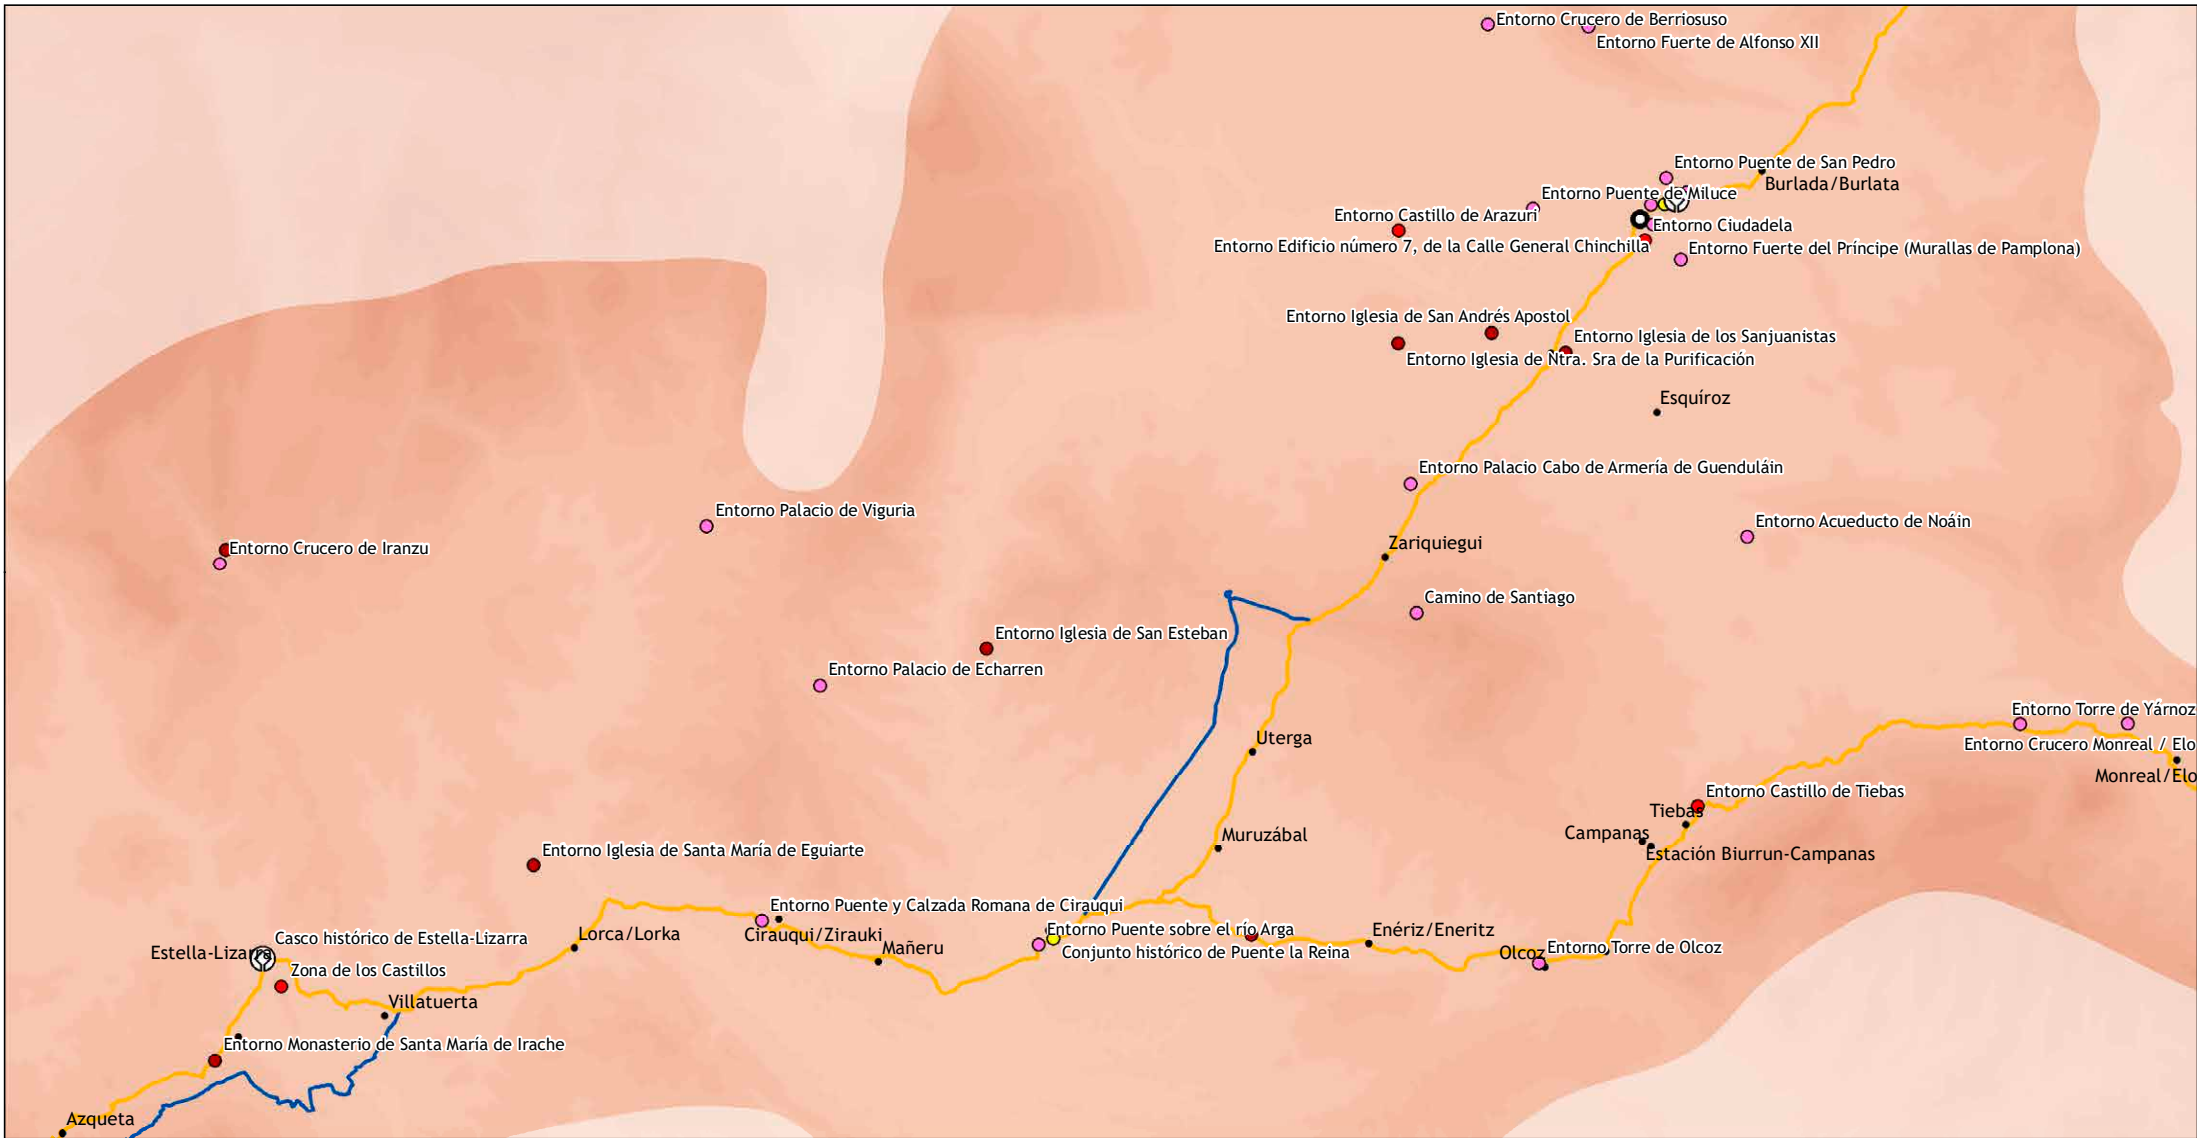 Entorno Crucero de Berriosuso
Entorno Fuerte de Alfonso XII
Entorno Puente de San Pedro
Burlada/Burlata
Entorno Puente de Miluce
Entorno Castillo de Arazuri
Entorno Ciudadela
Entorno Edificio número 7, de la Calle General Chinchilla
Entorno Fuerte del Príncipe (Murallas de Pamplona)
Entorno Iglesia de San Andrés Apostol
Entorno Iglesia de los Sanjuanistas
Entorno Iglesia de Ntra. Sra de la Purificación
Esquíroz
Entorno Palacio Cabo de Armería de Guenduláin
Entorno Palacio de Viguria
Entorno Acueducto de Noáin
Zariquiegui
Entorno Crucero de Iranzu
Camino de Santiago
Entorno Iglesia de San Esteban
Entorno Palacio de Echarren
Entorno Torre de Yárnoz
Uterga
Entorno Crucero Monreal / Elo
Monreal/Elo
Entorno Castillo de Tiebas
Tiebas
Campanas
Muruzábal
Entorno Iglesia de Santa María de Eguiarte
Estación Biurrun-Campanas
Entorno Puente y Calzada Romana de Cirauqui
Entorno Puente sobre el río Arga
Enériz/Eneritz
Lorca/Lorka
Cirauqui/Zirauki
Casco histórico de Estella-Lizarra
Mañeru
Entorno Torre de Olcoz
Estella-Lizarra
Conjunto histórico de Puente la Reina
Olcoz
Zona de los Castillos
Villatuerta
Entorno Monasterio de Santa María de Irache
Azqueta